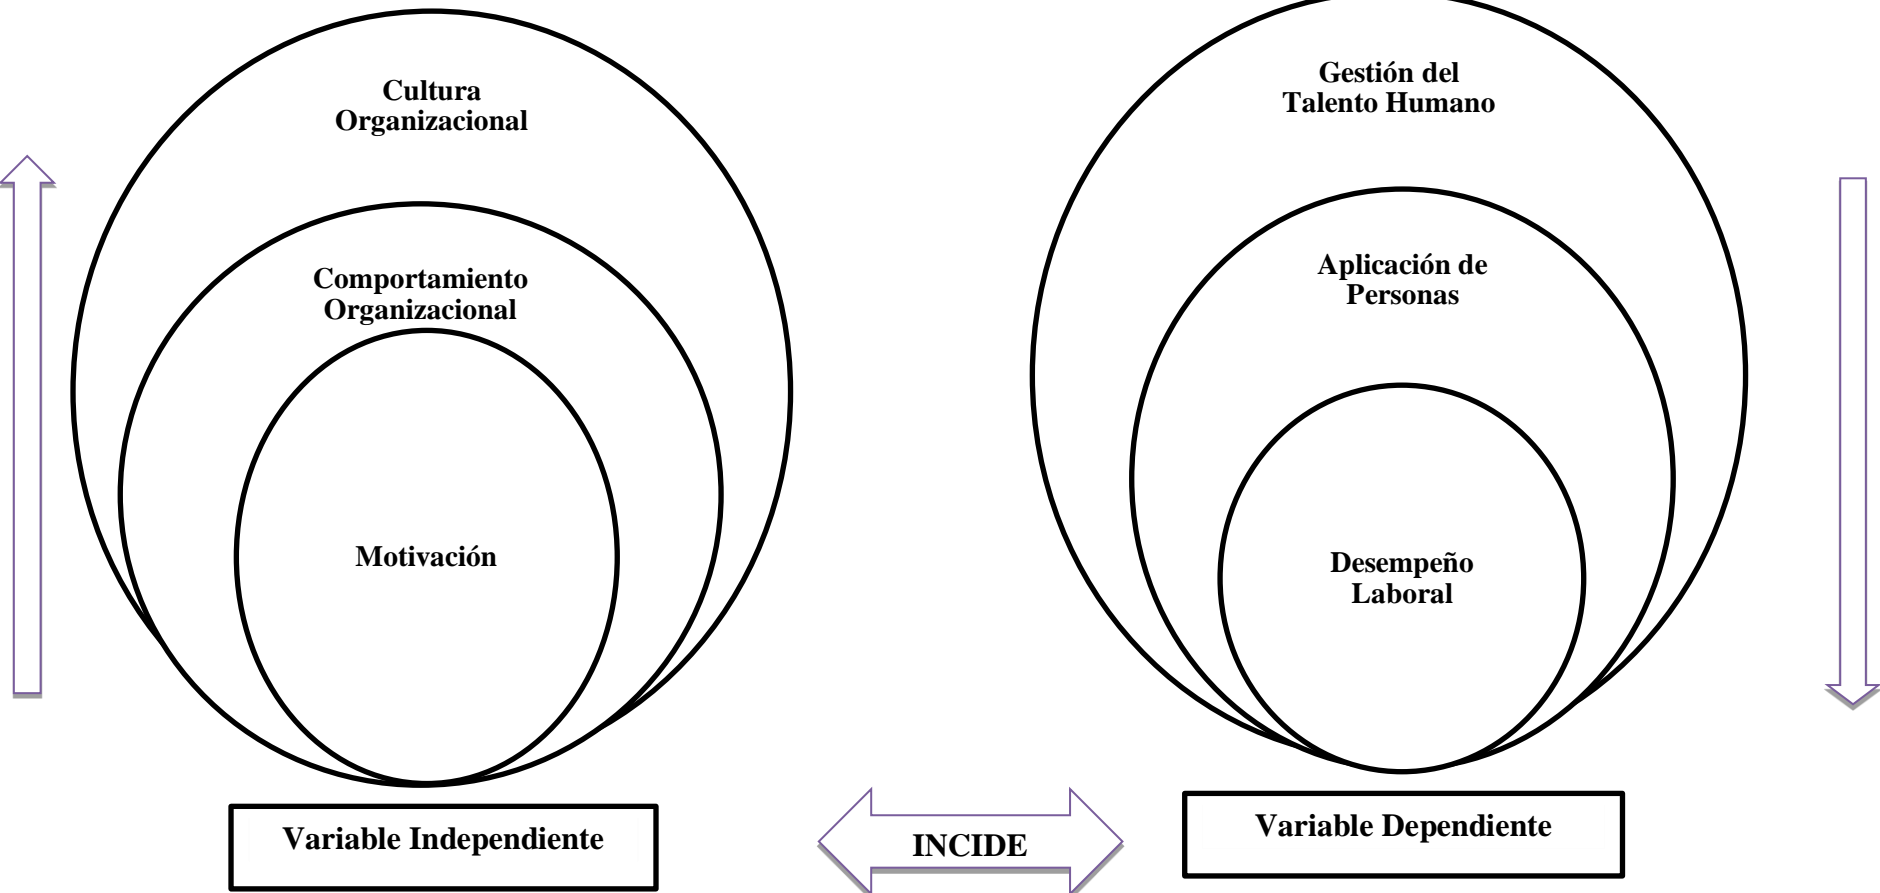 Cultura
Organizacional
Comportamiento
Organizacional
Motivación
Variable Independiente
INCIDE
Gestión del
Talento Humano
Aplicación de
Personas
Desempeño
Laboral
Variable Dependiente